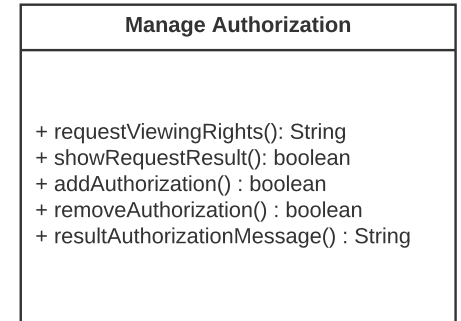 Manage Authorization
+ requestViewingRights(): String
+ showRequestResult(): boolean
+ addAuthorization() : boolean
+ removeAuthorization() : boolean
+ resultAuthorizationMessage() : String